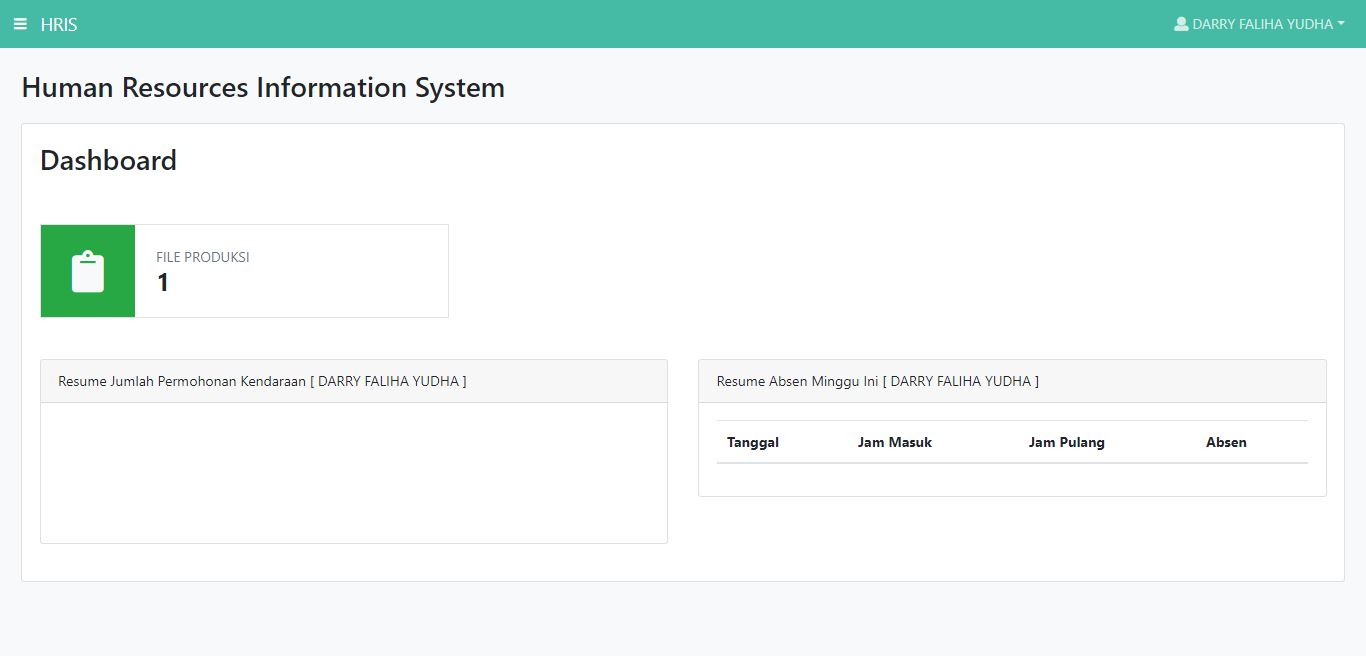 HRIS
DARRY FALIHA YUDHA
Human Resources Information System
Dashboard
FILE PRODUKSI
1
Resume Jumlah Permohonan Kendaraan [ DARRY FALIHA YUDHA ]
Resume Absen Minggu Ini [ DARRY FALIHA YUDHA ]
Tanggal Jam Masuk Jam Pulang Absen